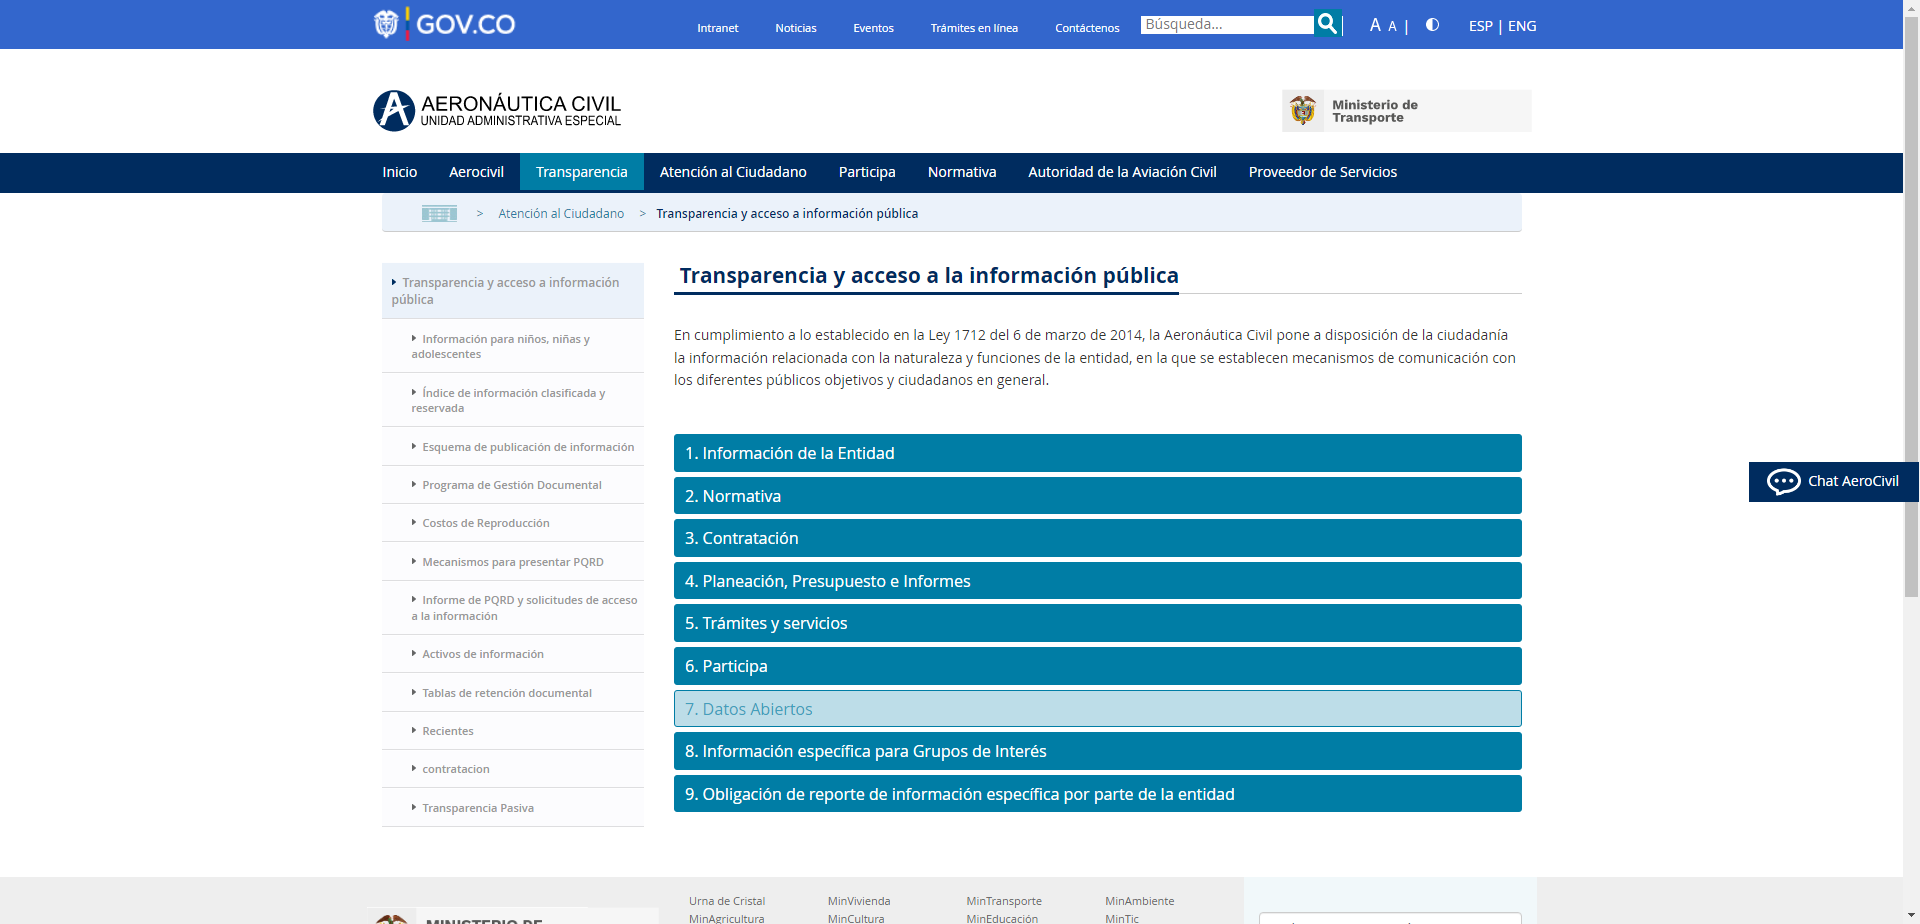 GOV.CO
Intranet
Noticias
Eventos
Trámites en línea
Contáctenos
Búsqueda...
A A |
ESP | ENG
AERONÁUTICA CIVIL
UNIDAD ADMINISTRATIVA ESPECIAL
Ministerio de
Transporte
Inicio
Aerocivil
Transparencia
Atención al Ciudadano
Participa
Normativa
Autoridad de la Aviación Civil
Proveedor de Servicios
> Atención al Ciudadano > Transparencia y acceso a información pública
Transparencia y acceso a información
pública
Información para niños, niñas y
adolescentes
Índice de información clasificada y
reservada
Esquema de publicación de información
Programa de Gestión Documental
Costos de Reproducción
Mecanismos para presentar PQRD
Informe de PQRD y solicitudes de acceso
a la información
Activos de información
Tablas de retención documental
Recientes
contratacion
Transparencia Pasiva
Transparencia y acceso a la información pública
En cumplimiento a lo establecido en la Ley 1712 del 6 de marzo de 2014, la Aeronáutica Civil pone a disposición de la ciudadanía
la información relacionada con la naturaleza y funciones de la entidad, en la que se establecen mecanismos de comunicación con
los diferentes públicos objetivos y ciudadanos en general.
1. Información de la Entidad
2. Normativa
3. Contratación
4. Planeación, Presupuesto e Informes
5. Trámites y servicios
6. Participa
7. Datos Abiertos
8. Información específica para Grupos de Interés
9. Obligación de reporte de información específica por parte de la entidad
Chat AeroCivil
MINISTERIO DE
Urna de Cristal
MinVivienda
MinTransporte
MinAmbiente
MinAgricultura
MinCultura
MinEducación
MinTic